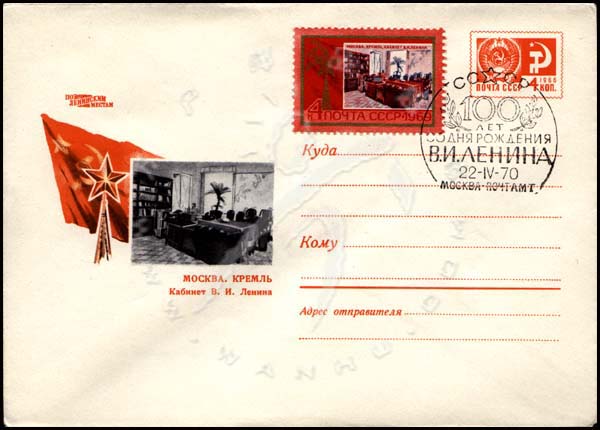 ПО ЛЕНИНСКИМ
МЕСТАМ
МОСКВА. КРЕМЛЬ
Кабинет В. И. Ленина
МОСКВА. КРЕМЛЬ. КАБИНЕТ В.И.ЛЕНИНА
4
К
ПОЧТА СССР•1969
1966
ПОЧТА СССР
4
КОП.
100
ЛЕТ
СО ДНЯ РОЖДЕНИЯ
В.И.ЛЕНИНА
22-IV-70
МОСКВА-ПОЧТАМТ
Куда
Кому
Адрес отправителя